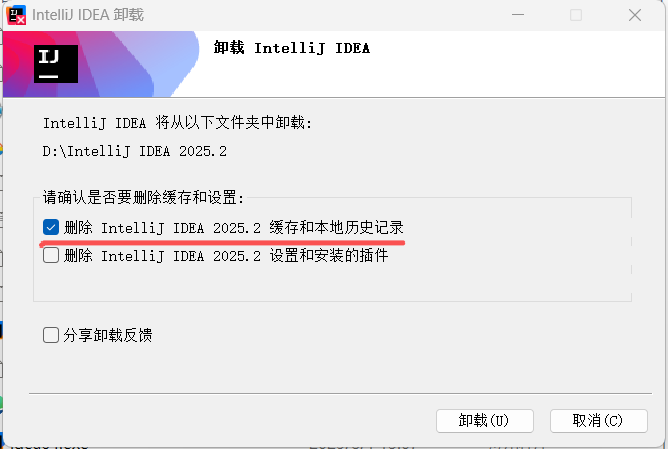 IntelliJ IDEA 卸载
IJ
卸载 IntelliJ IDEA
IntelliJ IDEA 将从以下文件夹中卸载:
D:\IntelliJ IDEA 2025.2
请确认是否要删除缓存和设置:
删除 IntelliJ IDEA 2025.2 缓存和本地历史记录
删除 IntelliJ IDEA 2025.2 设置和安装的插件
分享卸载反馈
卸载(U)
取消(C)